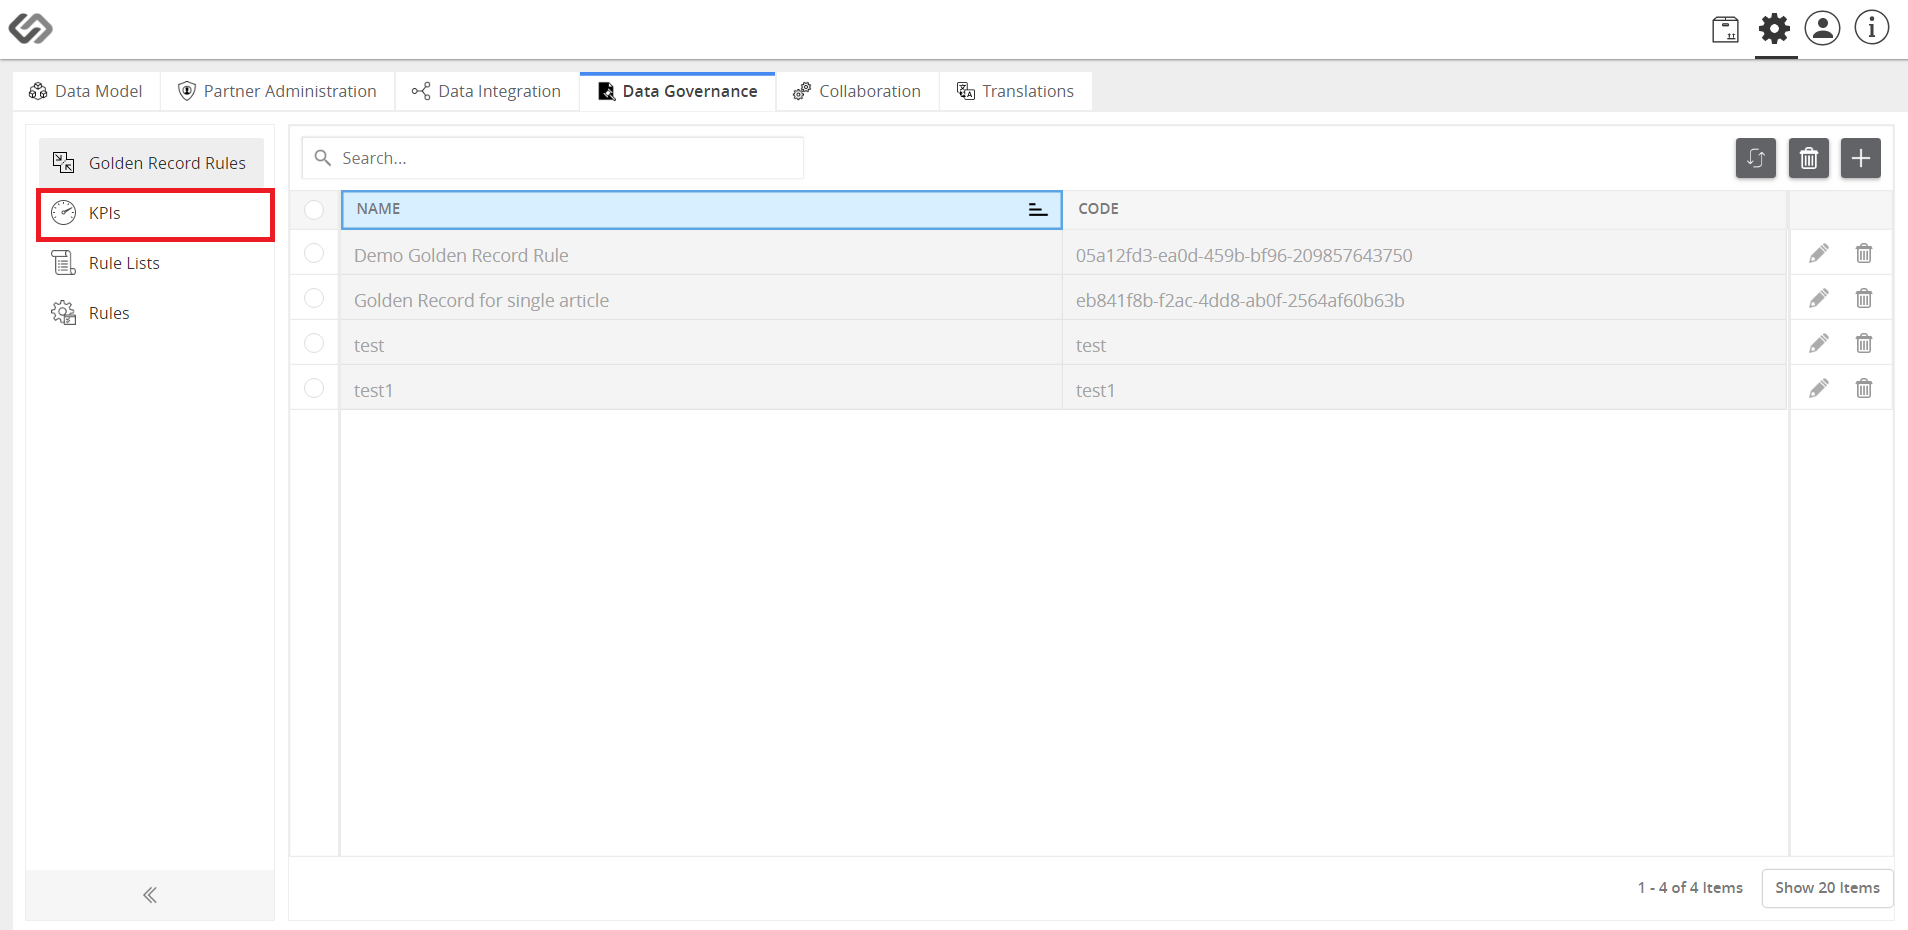 Data Model Partner Administration Data Integration Data Governance Collaboration Translations
Golden Record Rules
KPIs
Rule Lists
Rules
Search...
NAME CODE
Demo Golden Record Rule 05a12fd3-ea0d-459b-bf96-209857643750
Golden Record for single article eb841f8b-f2ac-4dd8-ab0f-2564af60b63b
test test
test1 test1
1 - 4 of 4 Items Show 20 Items